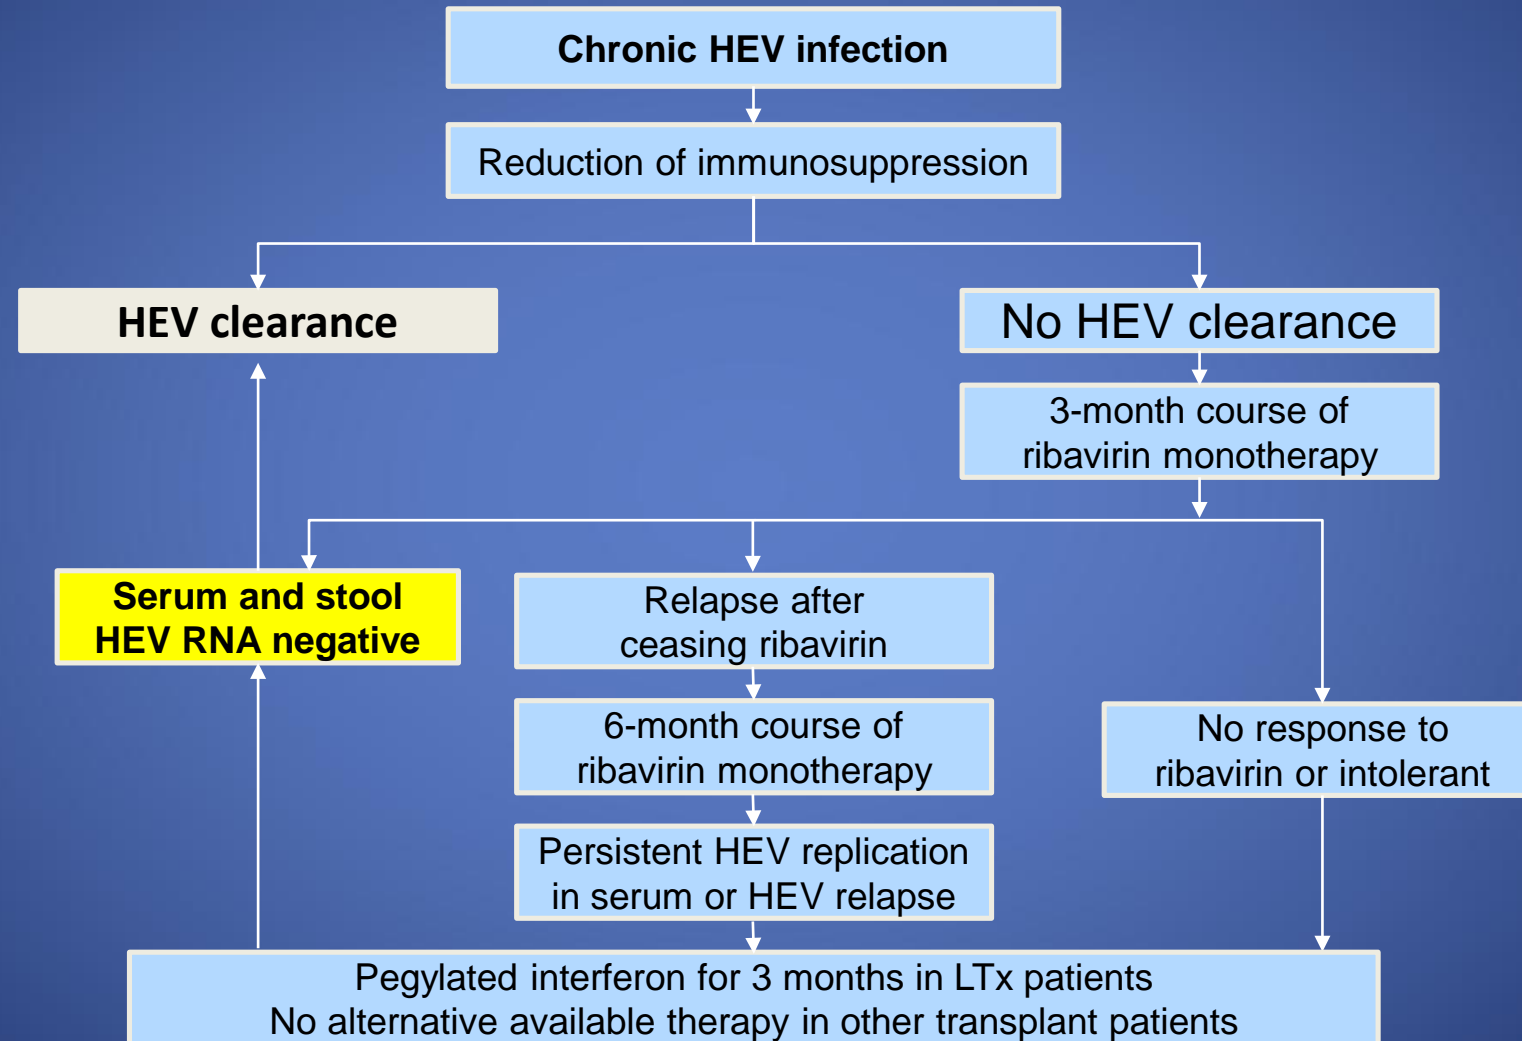 Chronic HEV infection
Reduction of immunosuppression
HEV clearance
No HEV clearance
3-month course of
ribavirin monotherapy
Serum and stool
HEV RNA negative
Relapse after
ceasing ribavirin
6-month course of
ribavirin monotherapy
No response to
ribavirin or intolerant
Persistent HEV replication
in serum or HEV relapse
Pegylated interferon for 3 months in LTx patients
No alternative available therapy in other transplant patients